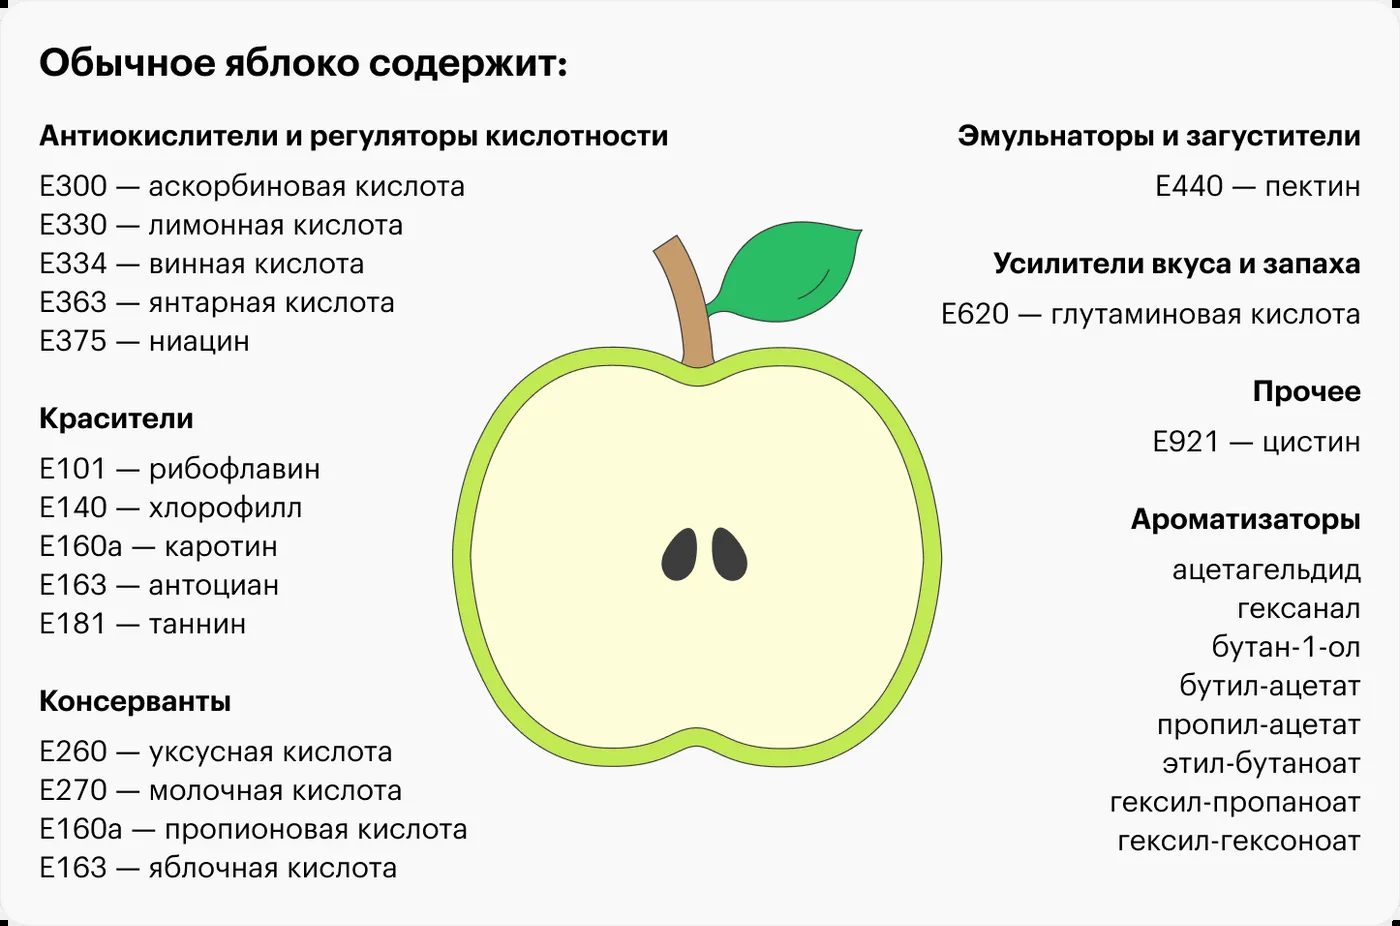 Обычное яблоко содержит:
Антиокислители и регуляторы кислотности
Е300 — аскорбиновая кислота
Е330 — лимонная кислота
Е334 — винная кислота
Е363 — янтарная кислота
Е375 — ниацин
Красители
Е101 — рибофлавин
Е140 — хлорофилл
Е160а — каротин
Е163 — антоциан
Е181 — таннин
Консерванты
Е260 — уксусная кислота
Е270 — молочная кислота
Е160а — пропионовая кислота
Е163 — яблочная кислота
Эмульнаторы и загустители
Е440 — пектин
Усилители вкуса и запаха
Е620 — глутаминовая кислота
Прочее
Е921 — цистин
Ароматизаторы
ацетагельдид
гексанал
бутан-1-ол
бутил-ацетат
пропил-ацетат
этил-бутаноат
гексил-пропаноат
гексил-гексоноат